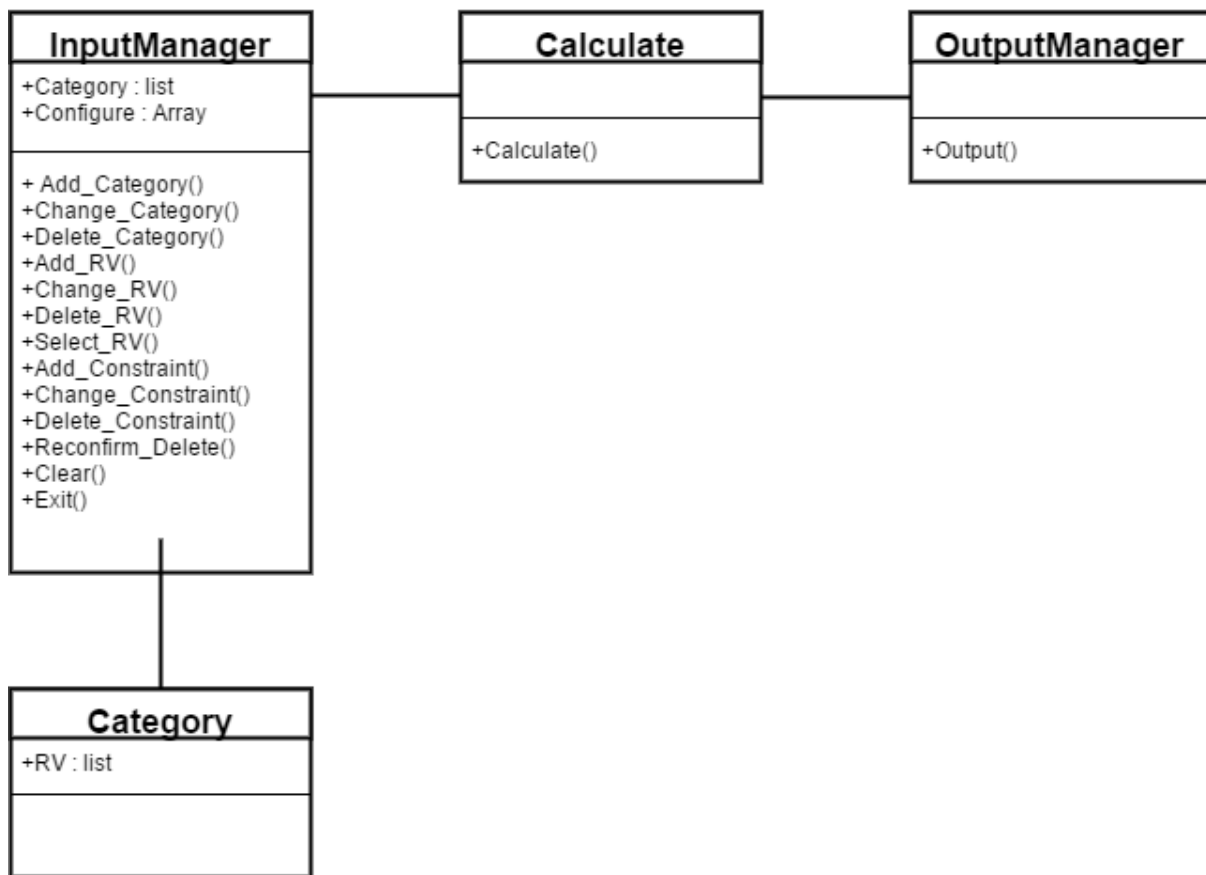 InputManager
+Category : list
+Configure : Array
+ Add_Category()
+Change_Category()
+Delete_Category()
+Add_RV()
+Change_RV()
+Delete_RV()
+Select_RV()
+Add_Constraint()
+Change_Constraint()
+Delete_Constraint()
+Reconfirm_Delete()
+Clear()
+Exit()
Calculate
+Calculate()
OutputManager
+Output()
Category
+RV : list